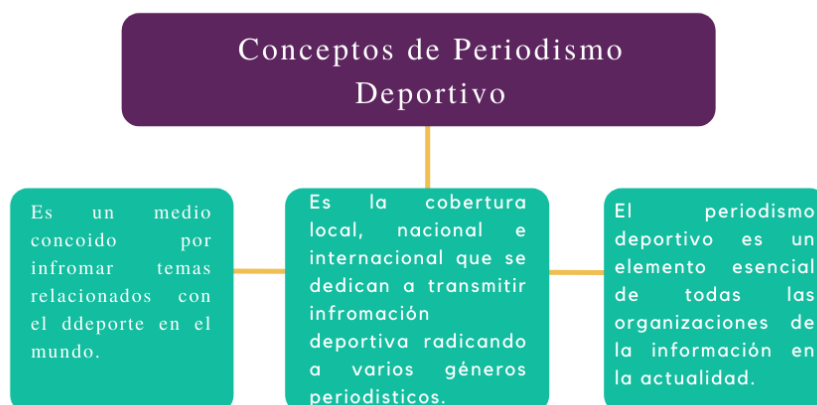 Conceptos de Periodismo
Deportivo
Es un medio
concoido por
infromar temas
relacionados con
el ddeporte en el
mundo.
Es la cobertura
local, nacional e
internacional que se
dedican a transmitir
infromación
deportiva radicando
a varios géneros
periodisticos.
El periodismo
deportivo es un
elemento esencial
de todas las
organizaciones de
la información en
la actualidad.